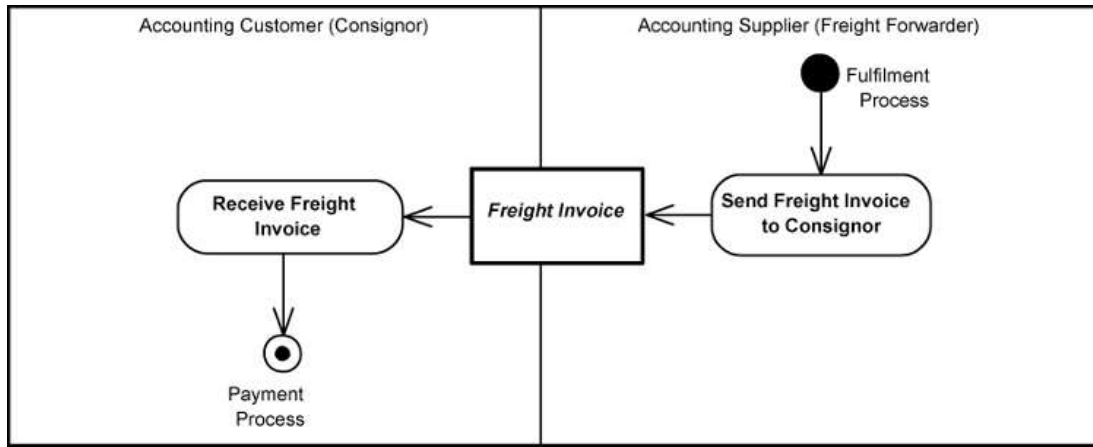 Accounting Customer (Consignor)
Accounting Supplier (Freight Forwarder)
Fulfilment
Process
Send Freight Invoice
to Consignor
Freight Invoice
Receive Freight
Invoice
Payment
Process